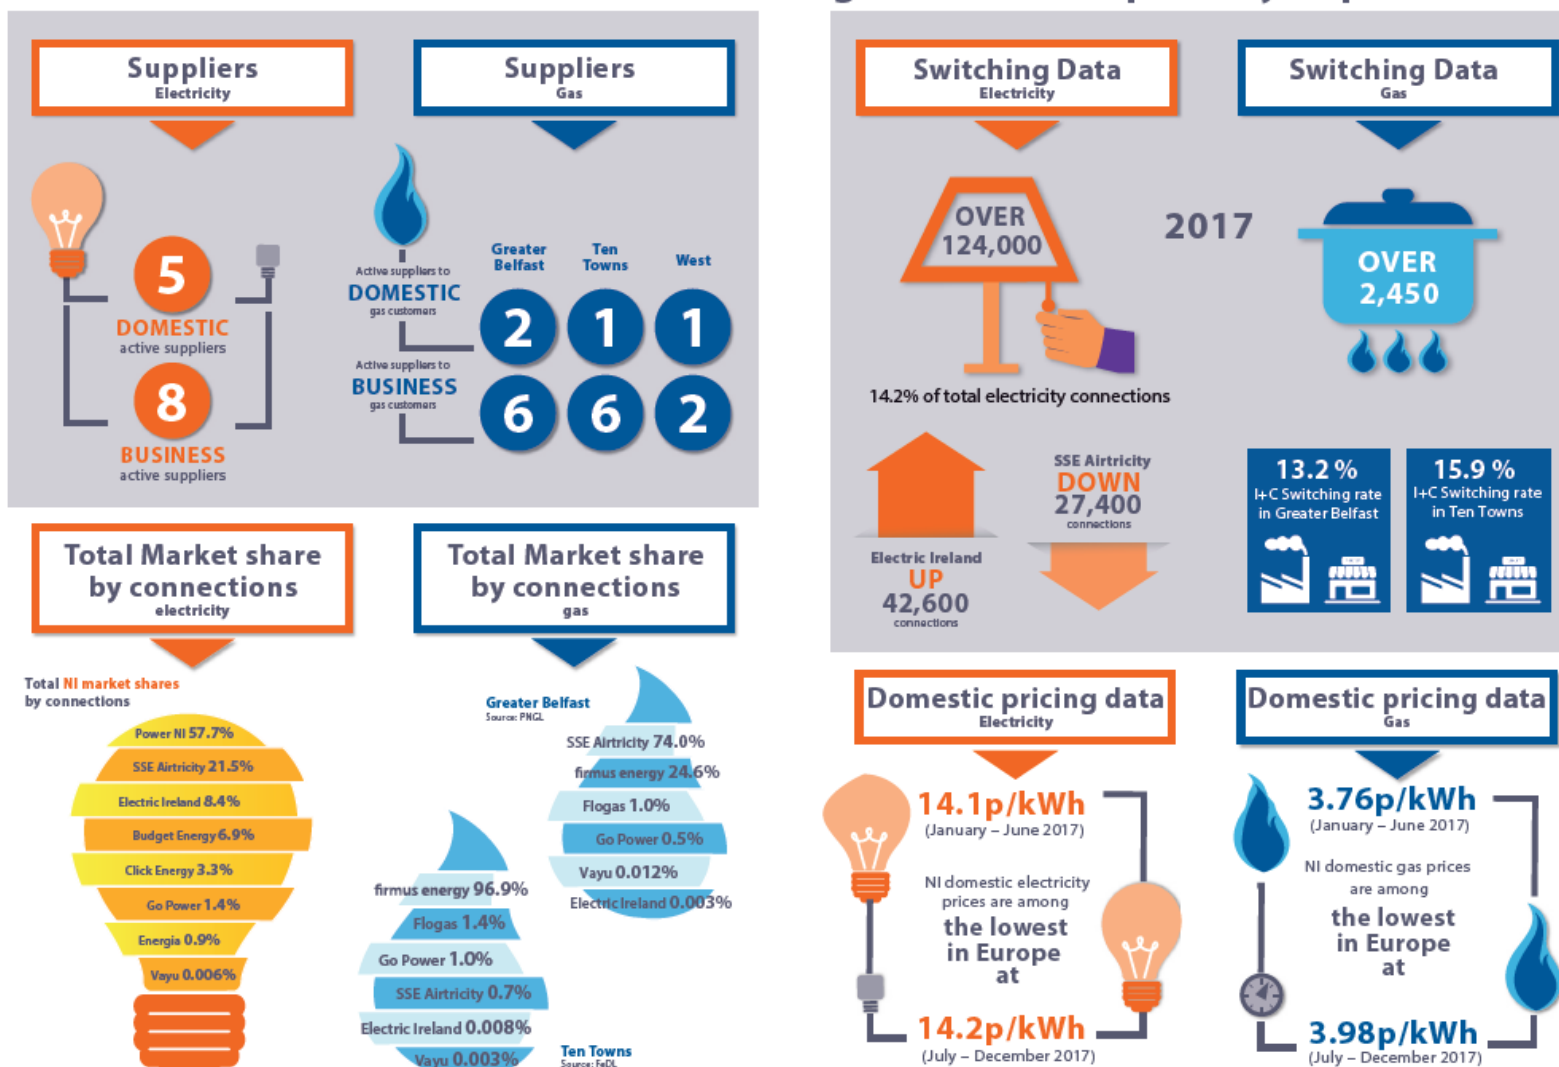 Suppliers
Electricity
Suppliers
Gas
5
DOMESTIC
active suppliers
8
BUSINESS
active suppliers
Greater
Belfast
Ten
Towns
West
Active suppliers to
DOMESTIC
gas customers
2 1 1
Active suppliers to
BUSINESS
gas customers
6 6 2
Total Market share
by connections
electricity
Total NI market shares
by connections
Power NI 57.7%
SSE Airtricity 21.5%
Electric Ireland 8.4%
Budget Energy 6.9%
Click Energy 3.3%
Go Power 1.4%
Energia 0.9%
Vayu 0.006%
Total Market share
by connections
gas
Greater Belfast
Source: PNGL
SSE Airtricity 74.0%
firmus energy 24.6%
Flogas 1.0%
Go Power 0.5%
Vayu 0.012%
Electric Ireland 0.003%
firmus energy 96.9%
Flogas 1.4%
Go Power 1.0%
SSE Airtricity 0.7%
Electric Ireland 0.008%
Vayu 0.003%
Ten Towns
Source: FeDL
Switching Data
Electricity
Switching Data
Gas
OVER
124,000
2017
OVER
2,450
14.2% of total electricity connections
Electric Ireland
UP
42,600
connections
SSE Airtricity
DOWN
27,400
connections
13.2 %
I+C Switching rate
in Greater Belfast
15.9 %
I+C Switching rate
in Ten Towns
Domestic pricing data
Electricity
14.1p/kWh
(January – June 2017)
NI domestic electricity
prices are among
the lowest
in Europe
at
14.2p/kWh
(July – December 2017)
Domestic pricing data
Gas
3.76p/kWh
(January – June 2017)
NI domestic gas prices
are among
the lowest
in Europe
at
3.98p/kWh
(July – December 2017)